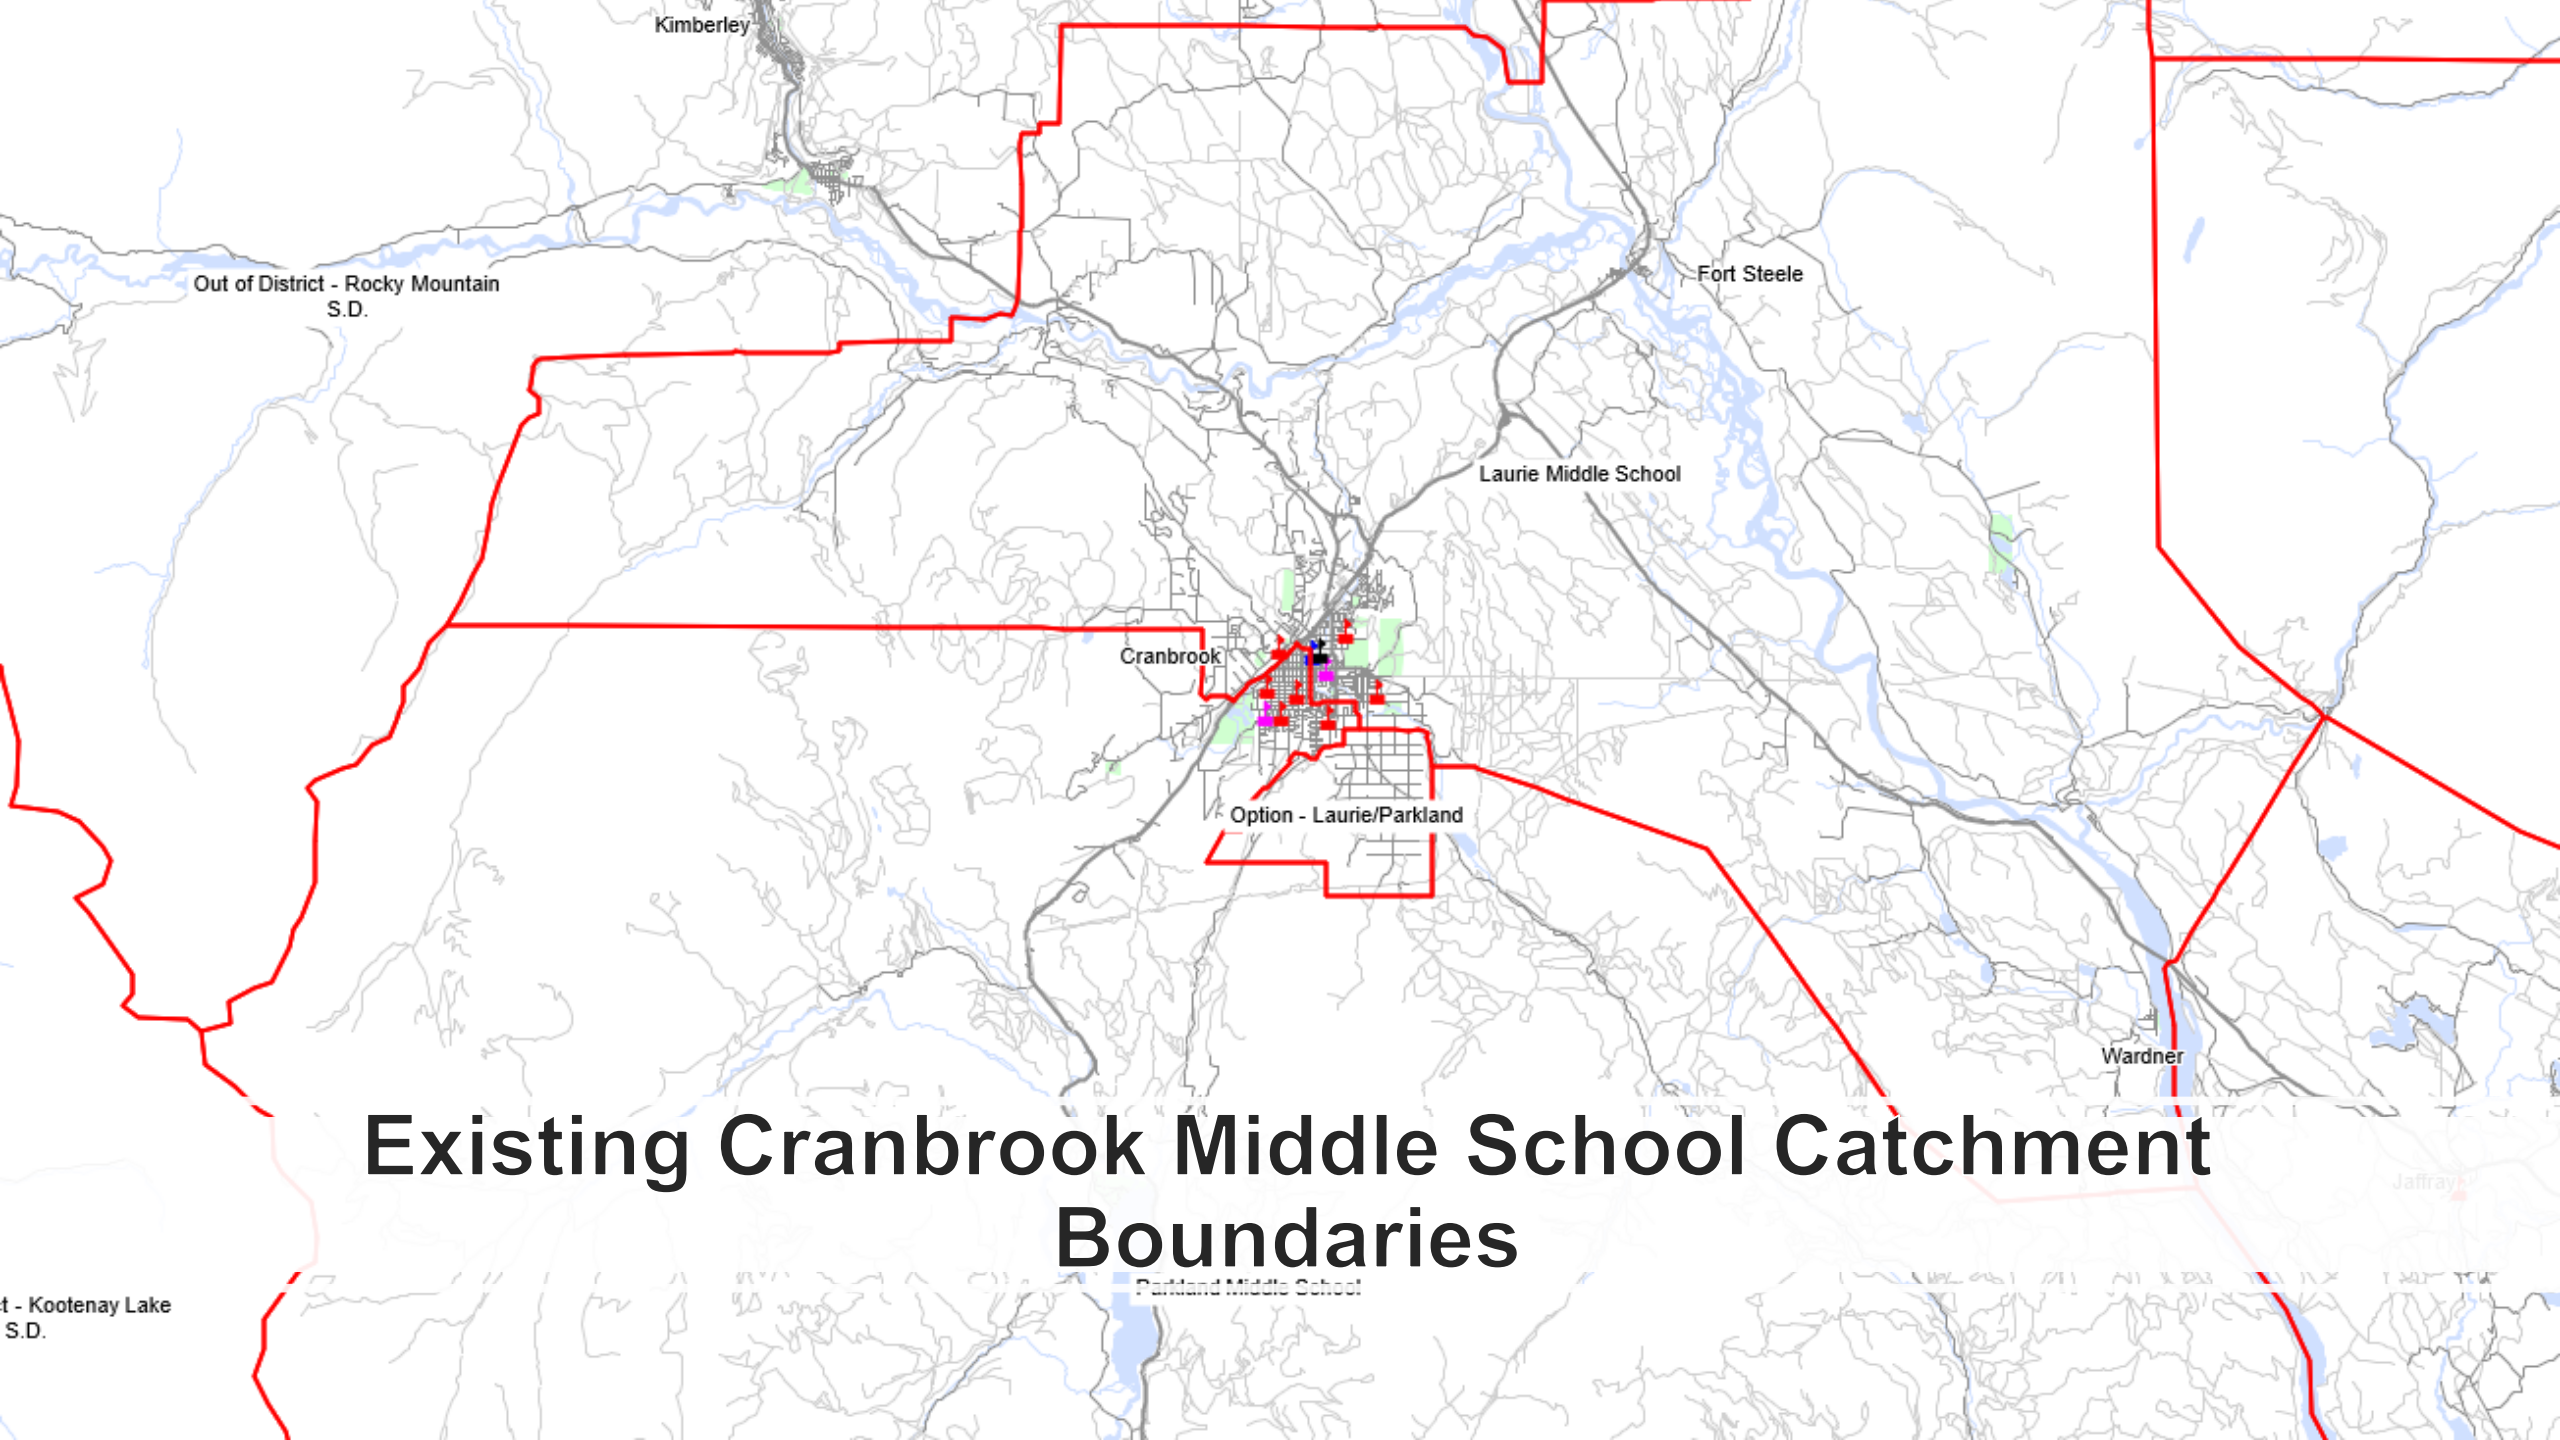 Kimberley
Out of District - Rocky Mountain
S.D.
Fort Steele
Laurie Middle School
Cranbrook
Option - Laurie/Parkland
Wardner
Existing Cranbrook Middle School Catchment
Boundaries
Jaffray
Parkland Middle School
t - Kootenay Lake
S.D.